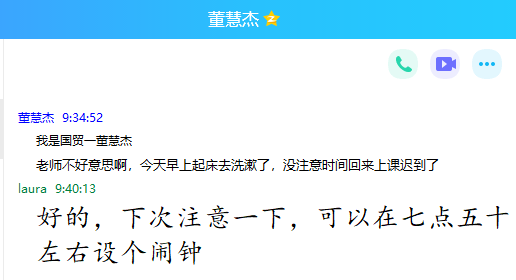 董慧杰
董慧杰 9:34:52
我是国贸一董慧杰
老师不好意思啊，今天早上起床去洗漱了，没注意时间回来上课迟到了
laura 9:40:13
好的，下次注意一下，可以在七点五十
左右设个闹钟